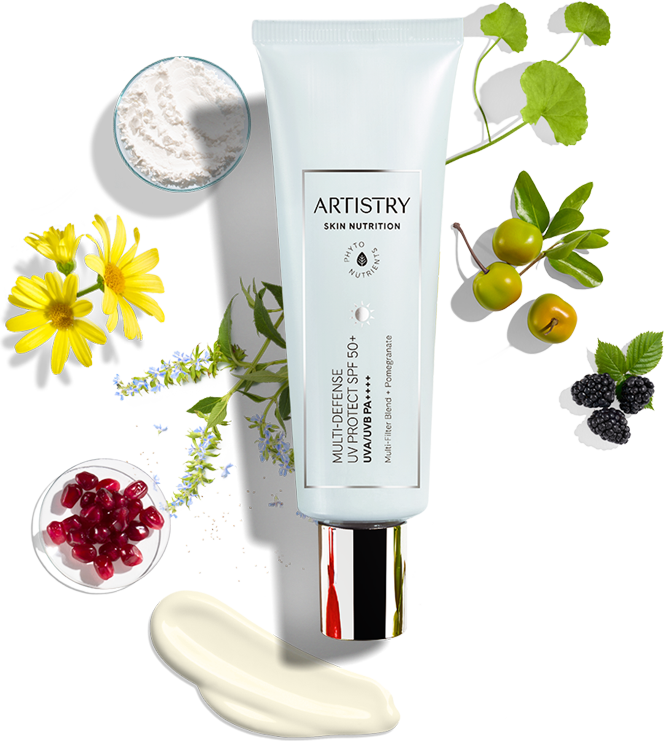 ARTISTRY
SKIN NUTRITION
PHYTO
NUTRIENTS
MULTI-DEFENSE
UV PROTECT SPF 50+
UVA/UVB PA++++
Multi-Filter Blend + Pomegranate